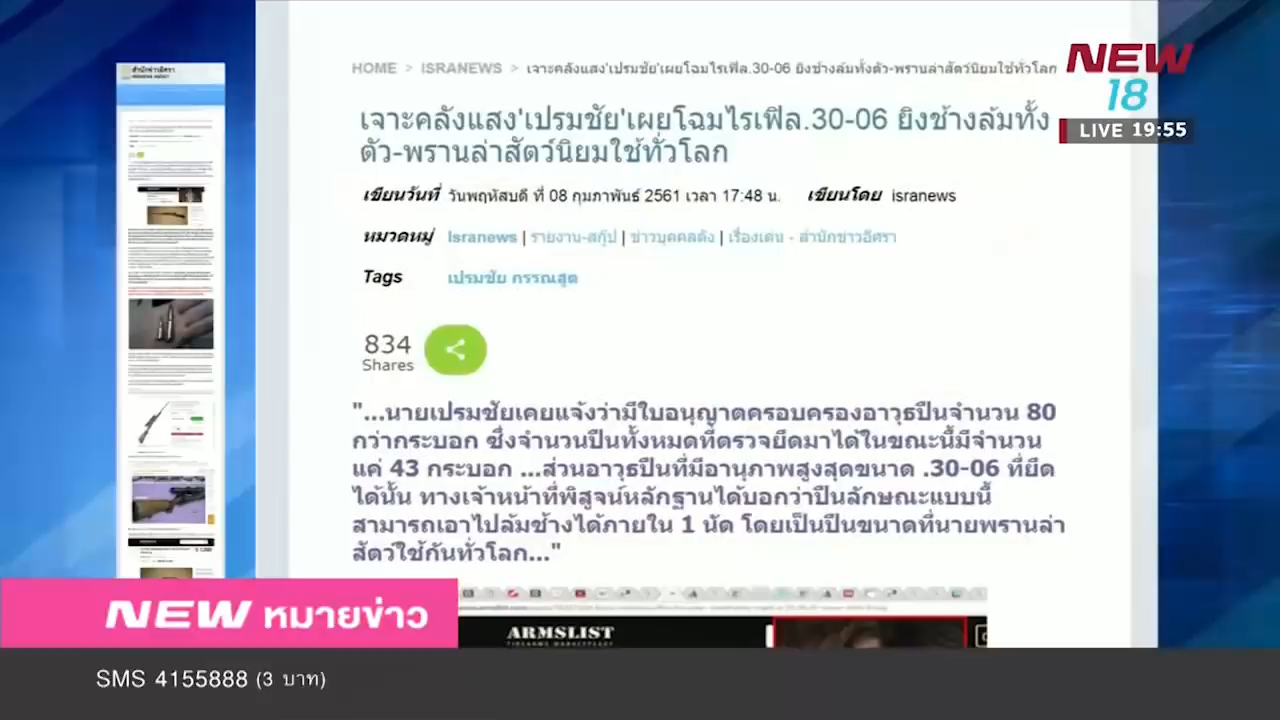 สำนักข่าวอิศรา
HOME > ISRANEWS > เจาะคลังแสง'เปรมชัย'เผยโฉมไรเฟิล.30-06 ยิงช้างล้มทั้งตัว-พรานล่าสัตว์นิยมใช้ทั่วโลก
NEW
18
LIVE 19:55
เจาะคลังแสง'เปรมชัย'เผยโฉมไรเฟิล.30-06 ยิงช้างล้มทั้ง
ตัว-พรานล่าสัตว์นิยมใช้ทั่วโลก
เขียนวันที่ วันพฤหัสบดี ที่ 08 กุมภาพันธ์ 2561 เวลา 17:48 น. เขียนโดย isranews
หมวดหมู่ Isranews | รายงาน-สกู๊ป | ข่าวบุคคลดัง | เรื่องเด่น - สำนักข่าวอิศรา
Tags เปรมชัย กรรณสูต
834
Shares
"...นายเปรมชัยเคยแจ้งว่ามีใบอนุญาตครอบครองอาวุธปืนจำนวน 80
กว่ากระบอก ซึ่งจำนวนปืนทั้งหมดที่ตรวจยึดมาได้ในขณะนี้มีจำนวน
แค่ 43 กระบอก ...ส่วนอาวุธปืนที่มีอานุภาพสูงสุดขนาด .30-06 ที่ยึด
ได้นั้น ทางเจ้าหน้าที่พิสูจน์หลักฐานได้บอกว่าปืนลักษณะแบบนี้
สามารถเอาไปล้มช้างได้ภายใน 1 นัด โดยเป็นปืนขนาดที่นายพรานล่า
สัตว์ใช้กันทั่วโลก..."
ARMSLIST
FIREARMS MARKETPLACE
NEW หมายข่าว
SMS 4155888 (3 บาท)